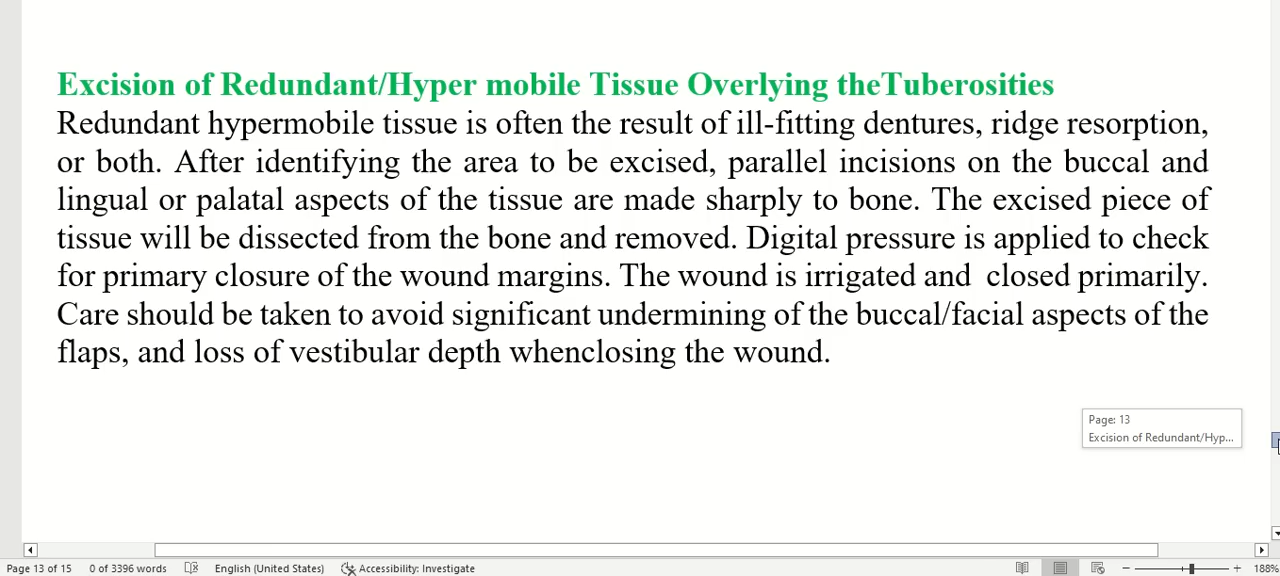 Excision of Redundant/Hyper mobile Tissue Overlying theTuberosities
Redundant hypermobile tissue is often the result of ill-fitting dentures, ridge resorption,
or both. After identifying the area to be excised, parallel incisions on the buccal and
lingual or palatal aspects of the tissue are made sharply to bone. The excised piece of
tissue will be dissected from the bone and removed. Digital pressure is applied to check
for primary closure of the wound margins. The wound is irrigated and  closed primarily.
Care should be taken to avoid significant undermining of the buccal/facial aspects of the
flaps, and loss of vestibular depth whenclosing the wound.
Page: 13
Excision of Redundant/Hyp...
Page 13 of 15 0 of 3396 words English (United States) Accessibility: Investigate 188%